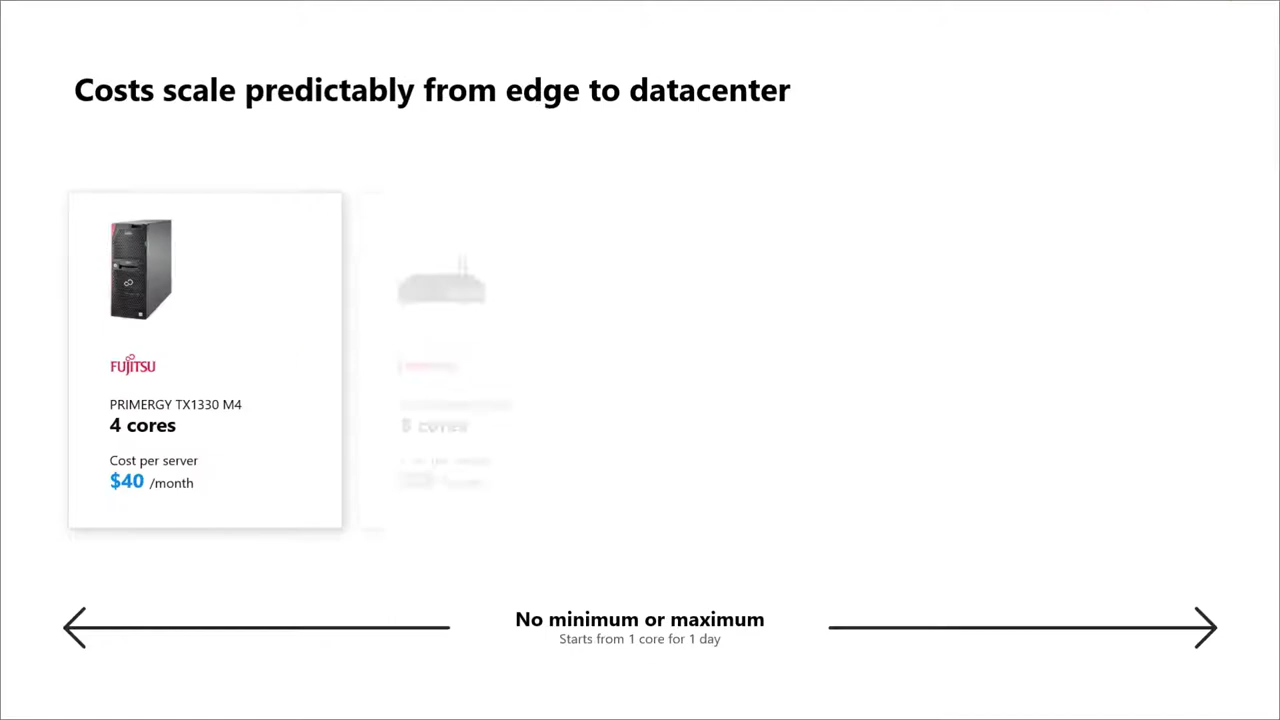 Costs scale predictably from edge to datacenter
FUJITSU
PRIMERGY TX1330 M4
4 cores
Cost per server
$40 /month
No minimum or maximum
Starts from 1 core for 1 day